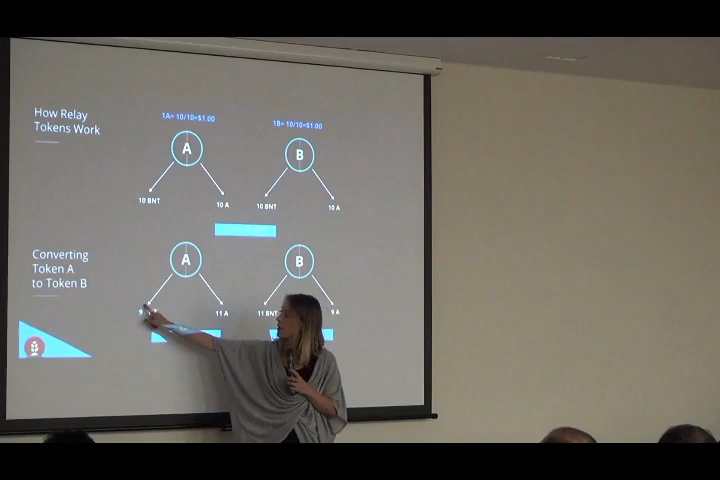 How Relay
Tokens Work
1A= 10/10=$1.00
1B= 10/10=$1.00
A
B
10 BNT
10 A
10 BNT
10 A
Converting
Token A
to Token B
A
B
9
11 A
11 BNT
9 A